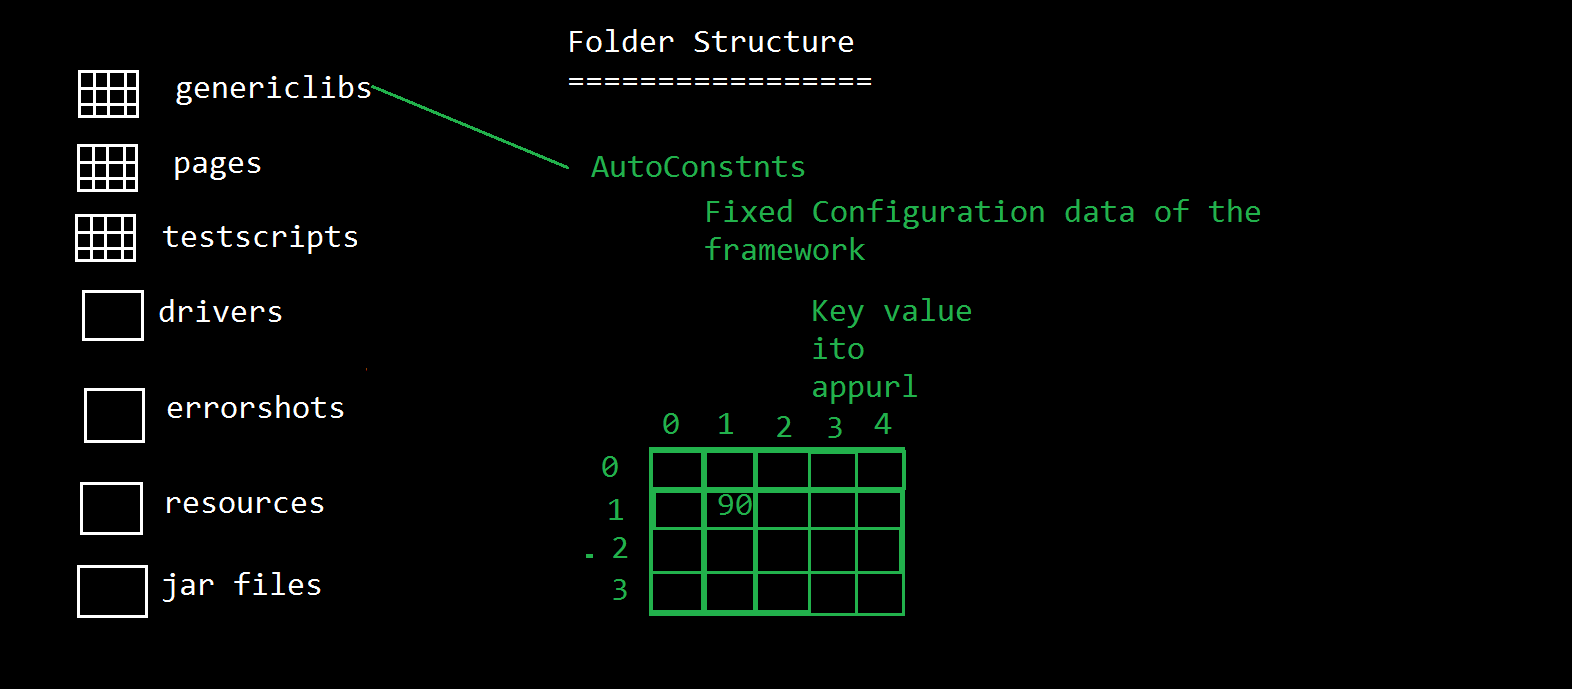 Folder Structure
=================
genericlibs
pages
testscripts
drivers
errorshots
resources
jar files
AutoConstnts
Fixed Configuration data of the
framework
Key value
ito
appurl
0 1 2 3 4
0
1 90
2
3